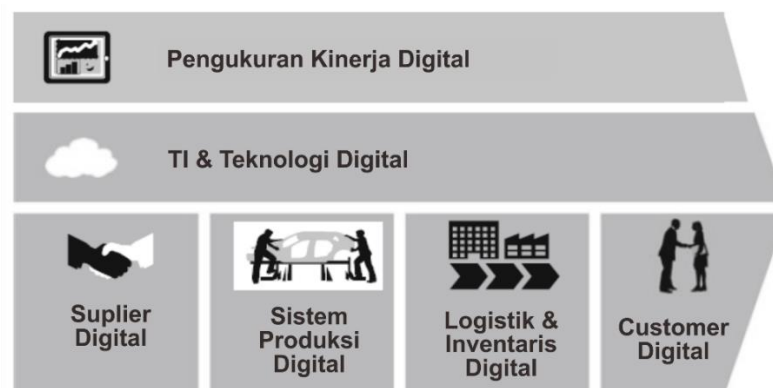 Pengukuran Kinerja Digital
TI & Teknologi Digital
Suplier
Digital
Sistem
Produksi
Digital
Logistik &
Inventaris
Digital
Customer
Digital